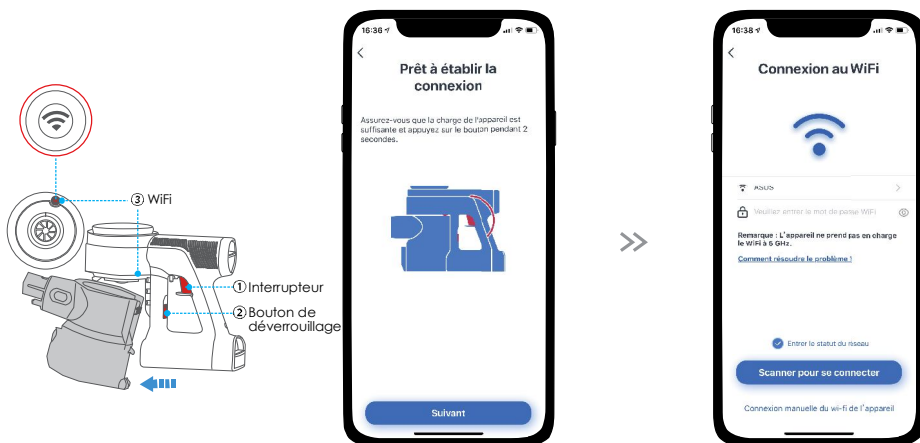 ③ WiFi
① Interrupteur
② Bouton de
déverrouillage
16:36
Prêt à établir la
connexion
Assurez-vous que la charge de l'appareil est
suffisante et appuyez sur le bouton pendant 2
secondes.
Suivant
16:38
Connexion au WiFi
ASUS
Veuillez entrer le mot de passe WiFi
Remarque : L'appareil ne prend pas en charge
le WiFi à 5 GHz.
Comment résoudre le problème !
Entrer le statut du réseau
Scanner pour se connecter
Connexion manuelle du wi-fi de l'appareil